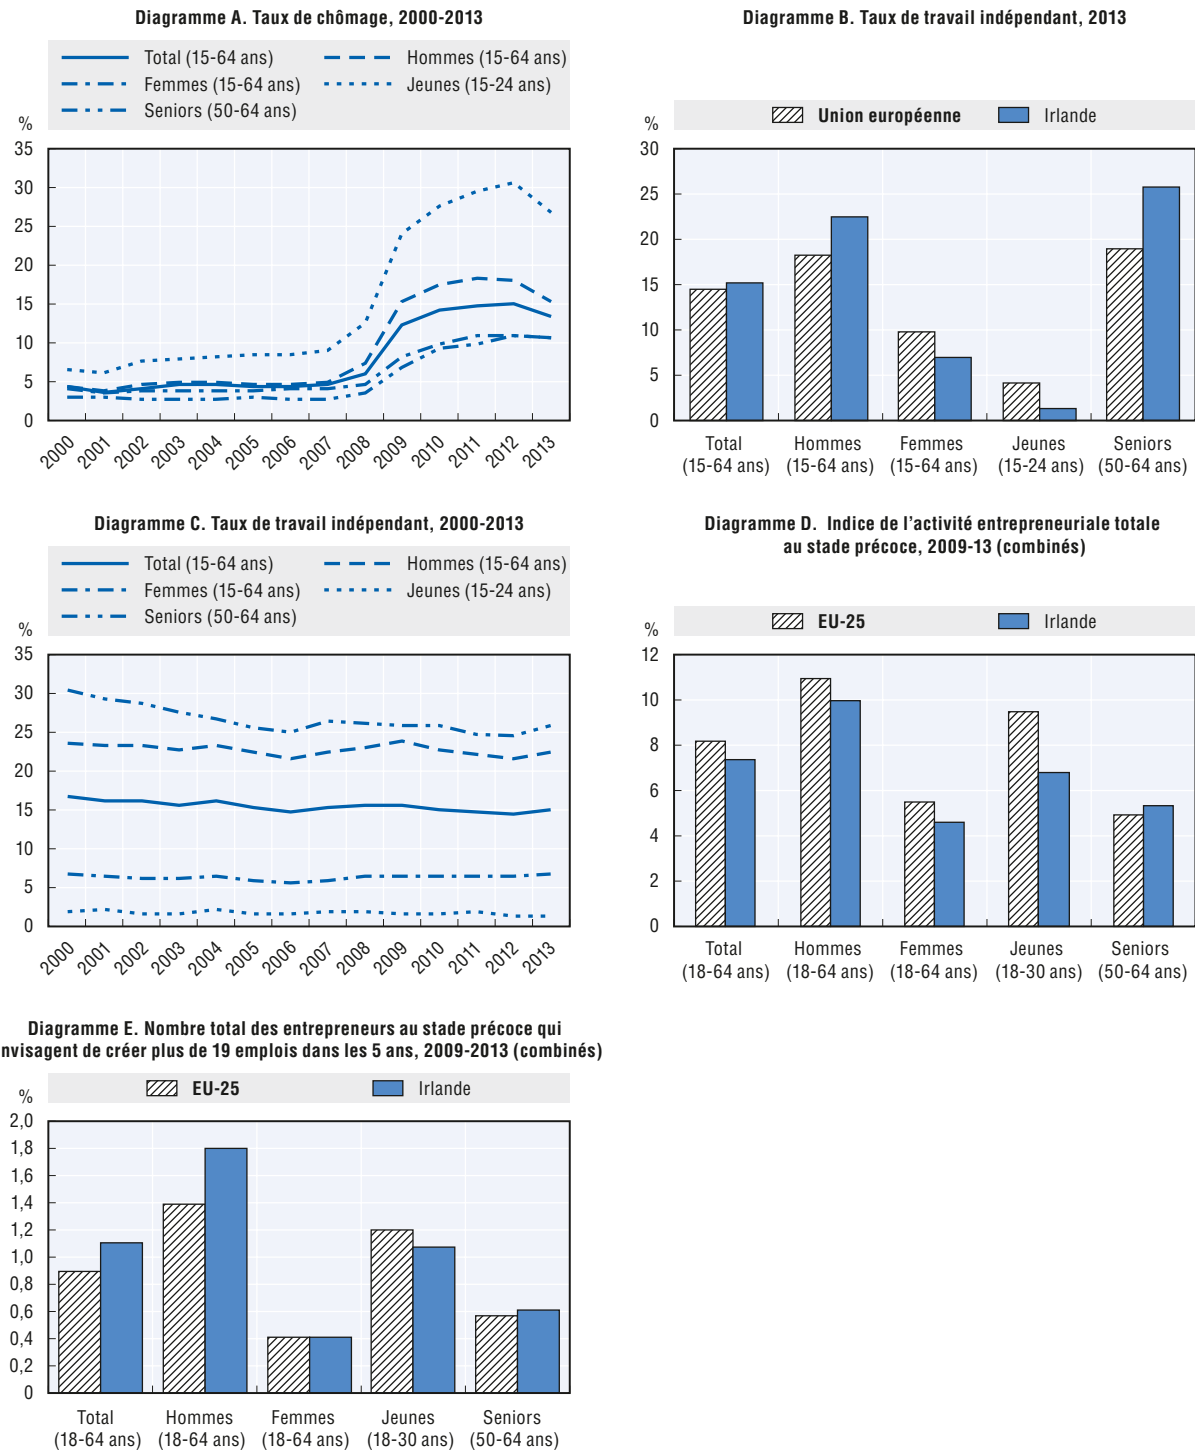 Diagramme A. Taux de chômage, 2000-2013
Total (15-64 ans)
Hommes (15-64 ans)
Femmes (15-64 ans)
Jeunes (15-24 ans)
Seniors (50-64 ans)
%
35
30
25
20
15
10
5
0
2000 2001 2002 2003 2004 2005 2006 2007 2008 2009 2010 2011 2012 2013
Diagramme B. Taux de travail indépendant, 2013
Union européenne
Irlande
%
30
25
20
15
10
5
0
Total Hommes Femmes Jeunes Seniors
(15-64 ans) (15-64 ans) (15-64 ans) (15-24 ans) (50-64 ans)
Diagramme C. Taux de travail indépendant, 2000-2013
Total (15-64 ans)
Hommes (15-64 ans)
Femmes (15-64 ans)
Jeunes (15-24 ans)
Seniors (50-64 ans)
%
35
30
25
20
15
10
5
0
2000 2001 2002 2003 2004 2005 2006 2007 2008 2009 2010 2011 2012 2013
Diagramme D. Indice de l'activité entrepreneuriale totale
au stade précoce, 2009-13 (combinés)
EU-25
Irlande
%
12
10
8
6
4
2
0
Total Hommes Femmes Jeunes Seniors
(18-64 ans) (18-64 ans) (18-64 ans) (18-30 ans) (50-64 ans)
Diagramme E. Nombre total des entrepreneurs au stade précoce qui
nvisagent de créer plus de 19 emplois dans les 5 ans, 2009-2013 (combinés)
EU-25
Irlande
%
2,0
1,8
1,6
1,4
1,2
1,0
0,8
0,6
0,4
0,2
0
Total Hommes Femmes Jeunes Seniors
(18-64 ans) (18-64 ans) (18-64 ans) (18-30 ans) (50-64 ans)